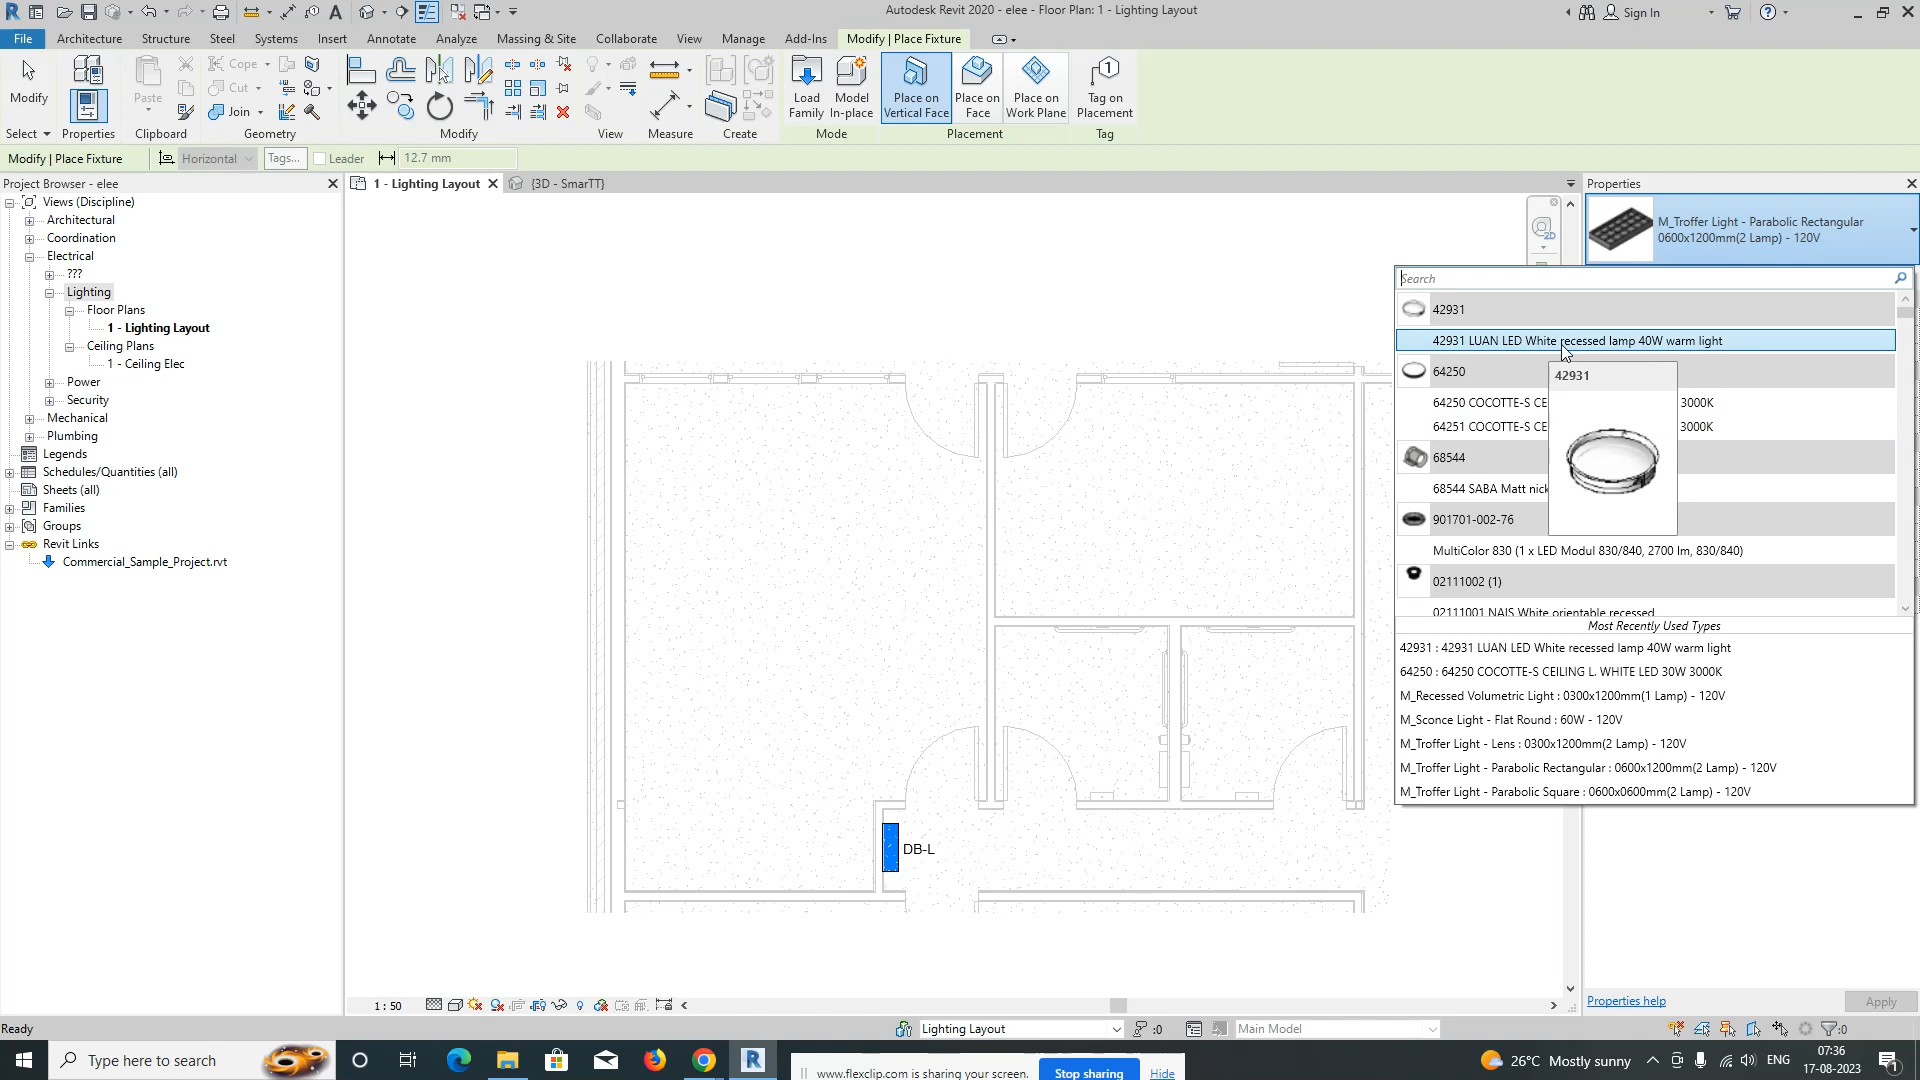 Autodesk Revit 2020 - elee - Floor Plan: 1 - Lighting Layout
Sign In
File Architecture Structure Steel Systems Insert Annotate Analyze Massing & Site Collaborate View Manage Add-Ins Modify | Place Fixture
Modify
Select
Properties
Paste
Clipboard
Cope
Cut
Join
Geometry
Modify
View
Measure
Create
Load Family
Model In-place
Mode
Place on Vertical Face
Place on Face
Place on Work Plane
Placement
Tag on Placement
Tag
Modify | Place Fixture
Horizontal
Tags...
Leader
12.7 mm
Project Browser - elee
Views (Discipline)
Architectural
Coordination
Electrical
???
Lighting
Floor Plans
1 - Lighting Layout
Ceiling Plans
1 - Ceiling Elec
Power
Security
Mechanical
Plumbing
Legends
Schedules/Quantities (all)
Sheets (all)
Families
Groups
Revit Links
Commercial_Sample_Project.rvt
1 - Lighting Layout
{3D - SmarTT}
2D
DB-L
Properties
M_Troffer Light - Parabolic Rectangular
0600x1200mm(2 Lamp) - 120V
Search
42931
42931 LUAN LED White recessed lamp 40W warm light
64250
64250 COCOTTE-S CE 3000K
64251 COCOTTE-S CE 3000K
68544
68544 SABA Matt nick
901701-002-76
MultiColor 830 (1 x LED Modul 830/840, 2700 lm, 830/840)
02111002 (1)
02111001 NAIS White orientable recessed
42931
Most Recently Used Types
42931 : 42931 LUAN LED White recessed lamp 40W warm light
64250 : 64250 COCOTTE-S CEILING L. WHITE LED 30W 3000K
M_Recessed Volumetric Light : 0300x1200mm(1 Lamp) - 120V
M_Sconce Light - Flat Round : 60W - 120V
M_Troffer Light - Lens : 0300x1200mm(2 Lamp) - 120V
M_Troffer Light - Parabolic Rectangular : 0600x1200mm(2 Lamp) - 120V
M_Troffer Light - Parabolic Square : 0600x0600mm(2 Lamp) - 120V
Properties help
Apply
1 : 50
Ready
Lighting Layout
:0
Main Model
:0
Type here to search
www.flexclip.com is sharing your screen.
Stop sharing
Hide
26°C Mostly sunny
ENG
07:36
17-08-2023
1